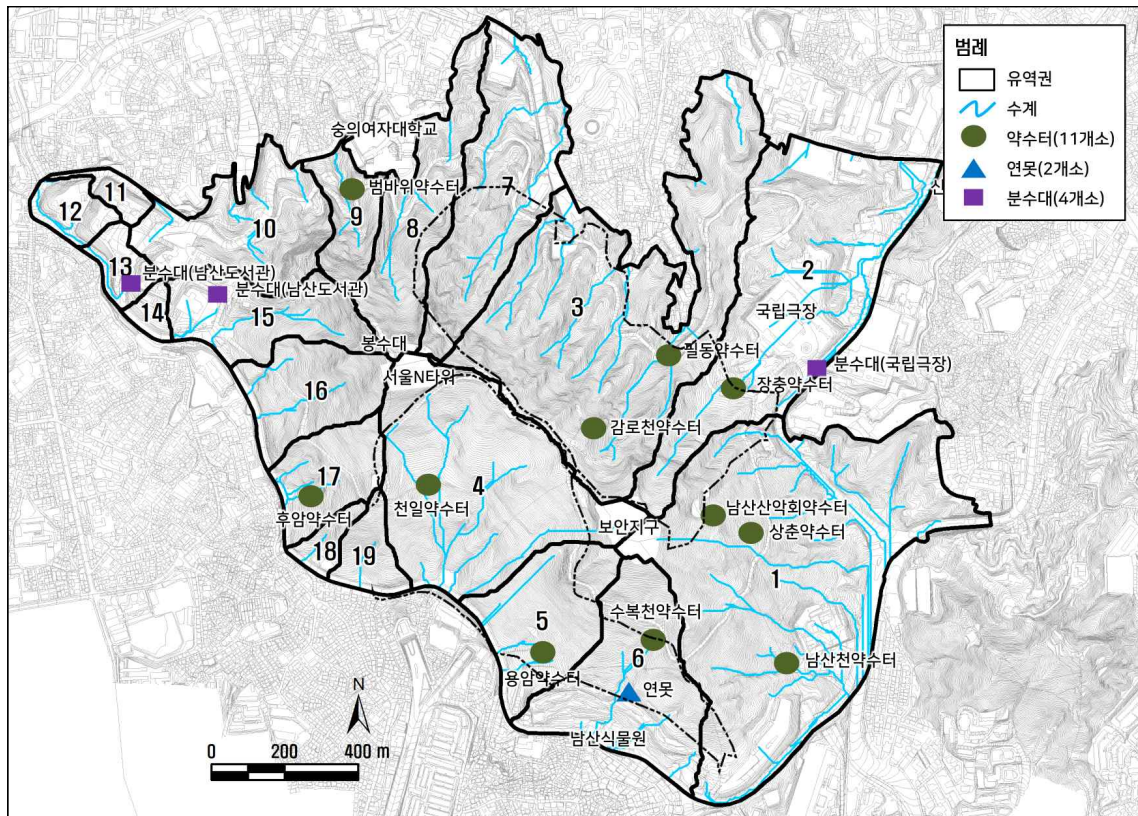 범례
유역권
수계
약수터(11개소)
연못(2개소)
분수대(4개소)
숭의여자대학교
범바위약수터
7
신
11
12
10
9
8
2
13
분수대(남산도서관)
분수대(남산도서관)
14
15
3
국립극장
봉수대
서울N타워
필동약수터
분수대(국립극장)
장충약수터
16
감로천약수터
17
4
후암약수터
천일약수터
남산산악회약수터
보안지구
상춘약수터
18
19
1
5
수복천약수터
6
용암약수터
남산천약수터
연못
남산식물원
N
0 200 400 m